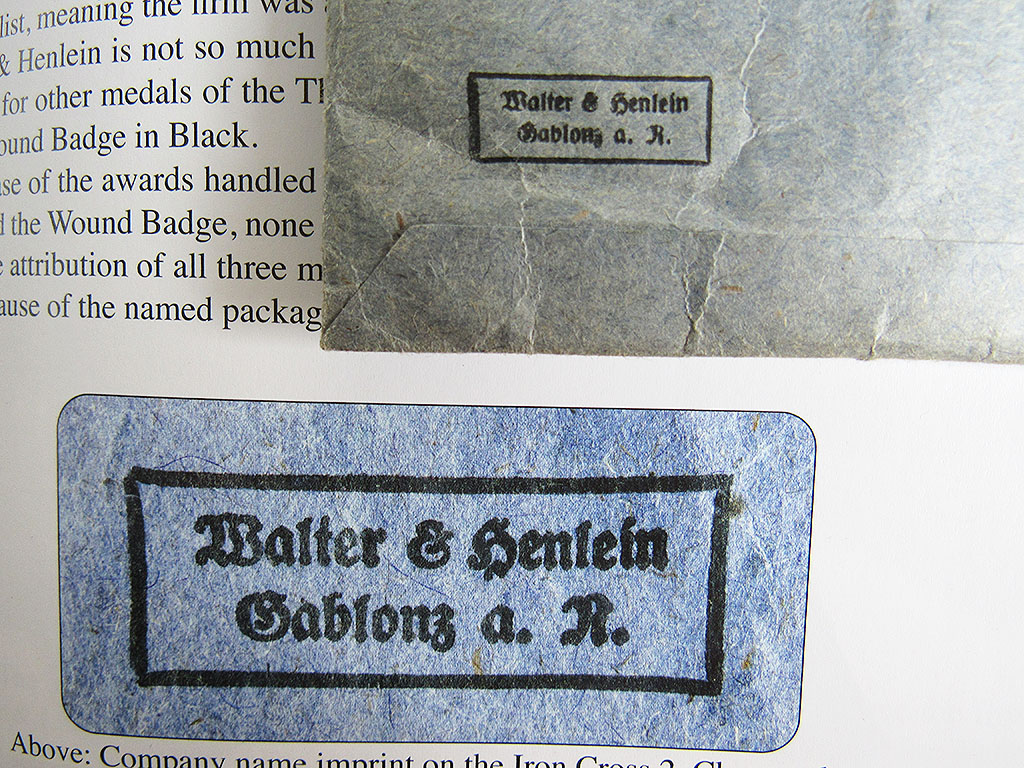 list, meaning the firm was
& Henlein is not so much
for other medals of the
ound Badge in Black.
se of the awards handled
d the Wound Badge, none
attribution of all three m
ause of the named packag
Walter & Henlein
Gablonz a. N.
Walter & Henlein
Gablonz a. N.
Above: Company name imprint on the Iron Cross 2.